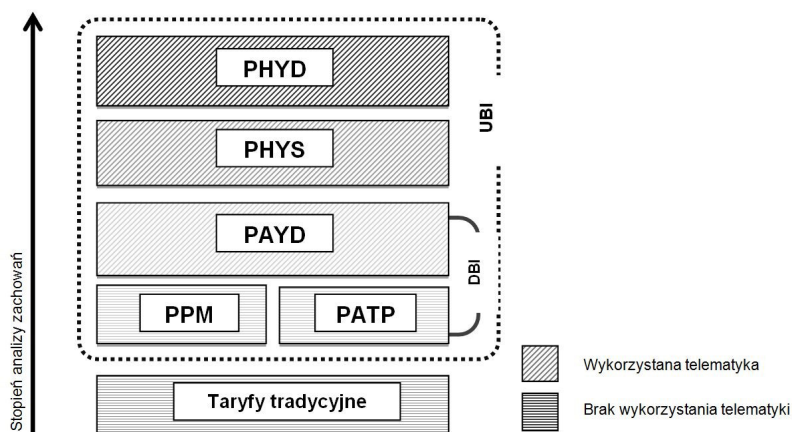 PHYD
PHYS
PAYD
PPM
PATP
Taryfy tradycyjne
UBI
DBI
Stopień analizy zachowań
Wykorzystana telematyka
Brak wykorzystania telematyki